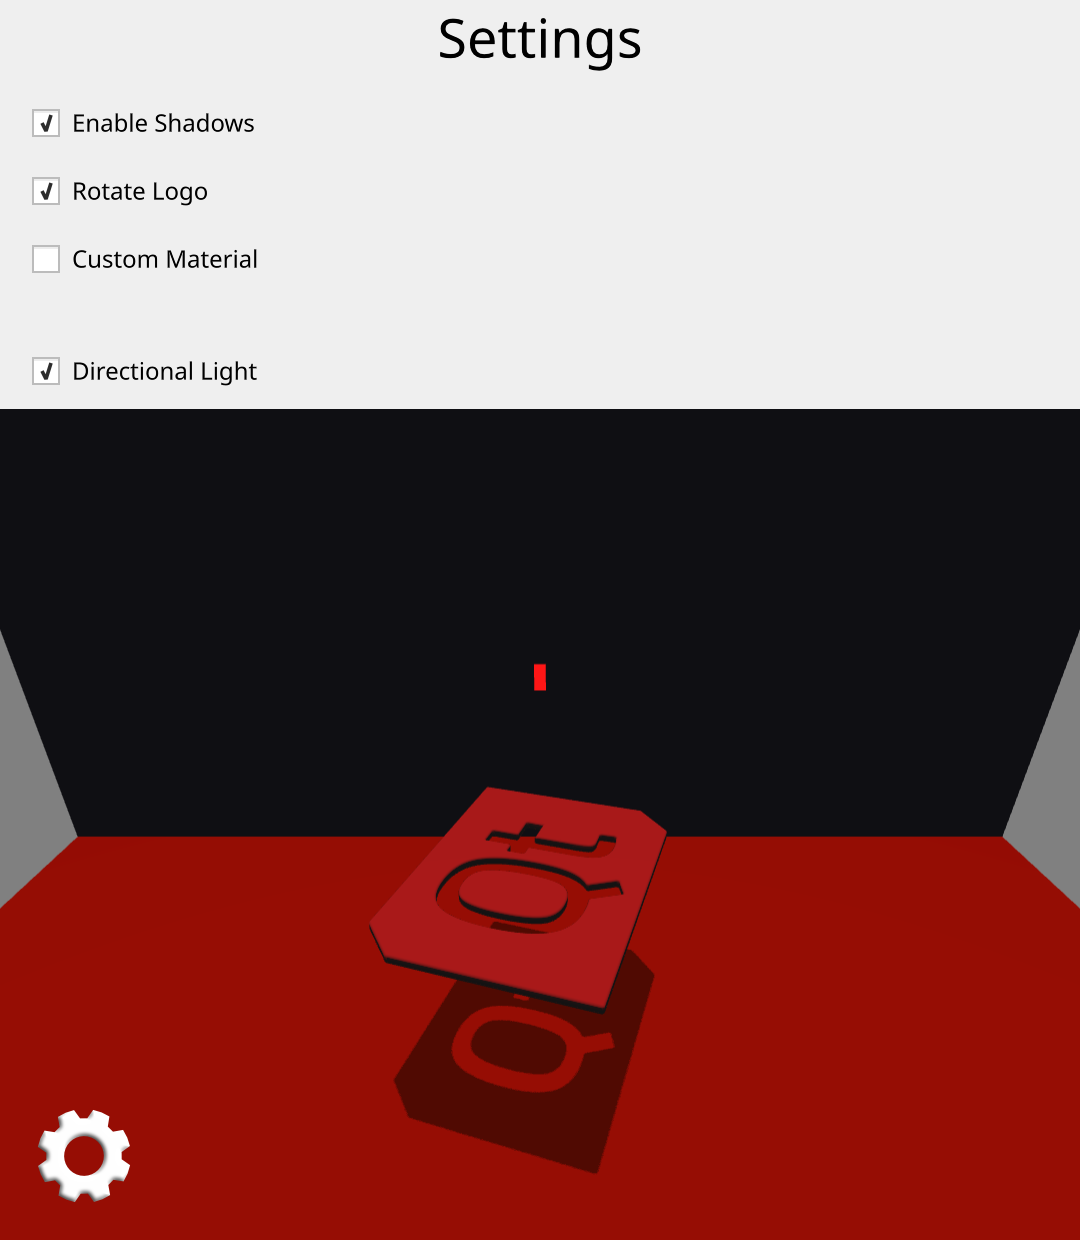 Settings
Enable Shadows
Rotate Logo
Custom Material
Directional Light
Qt
Q